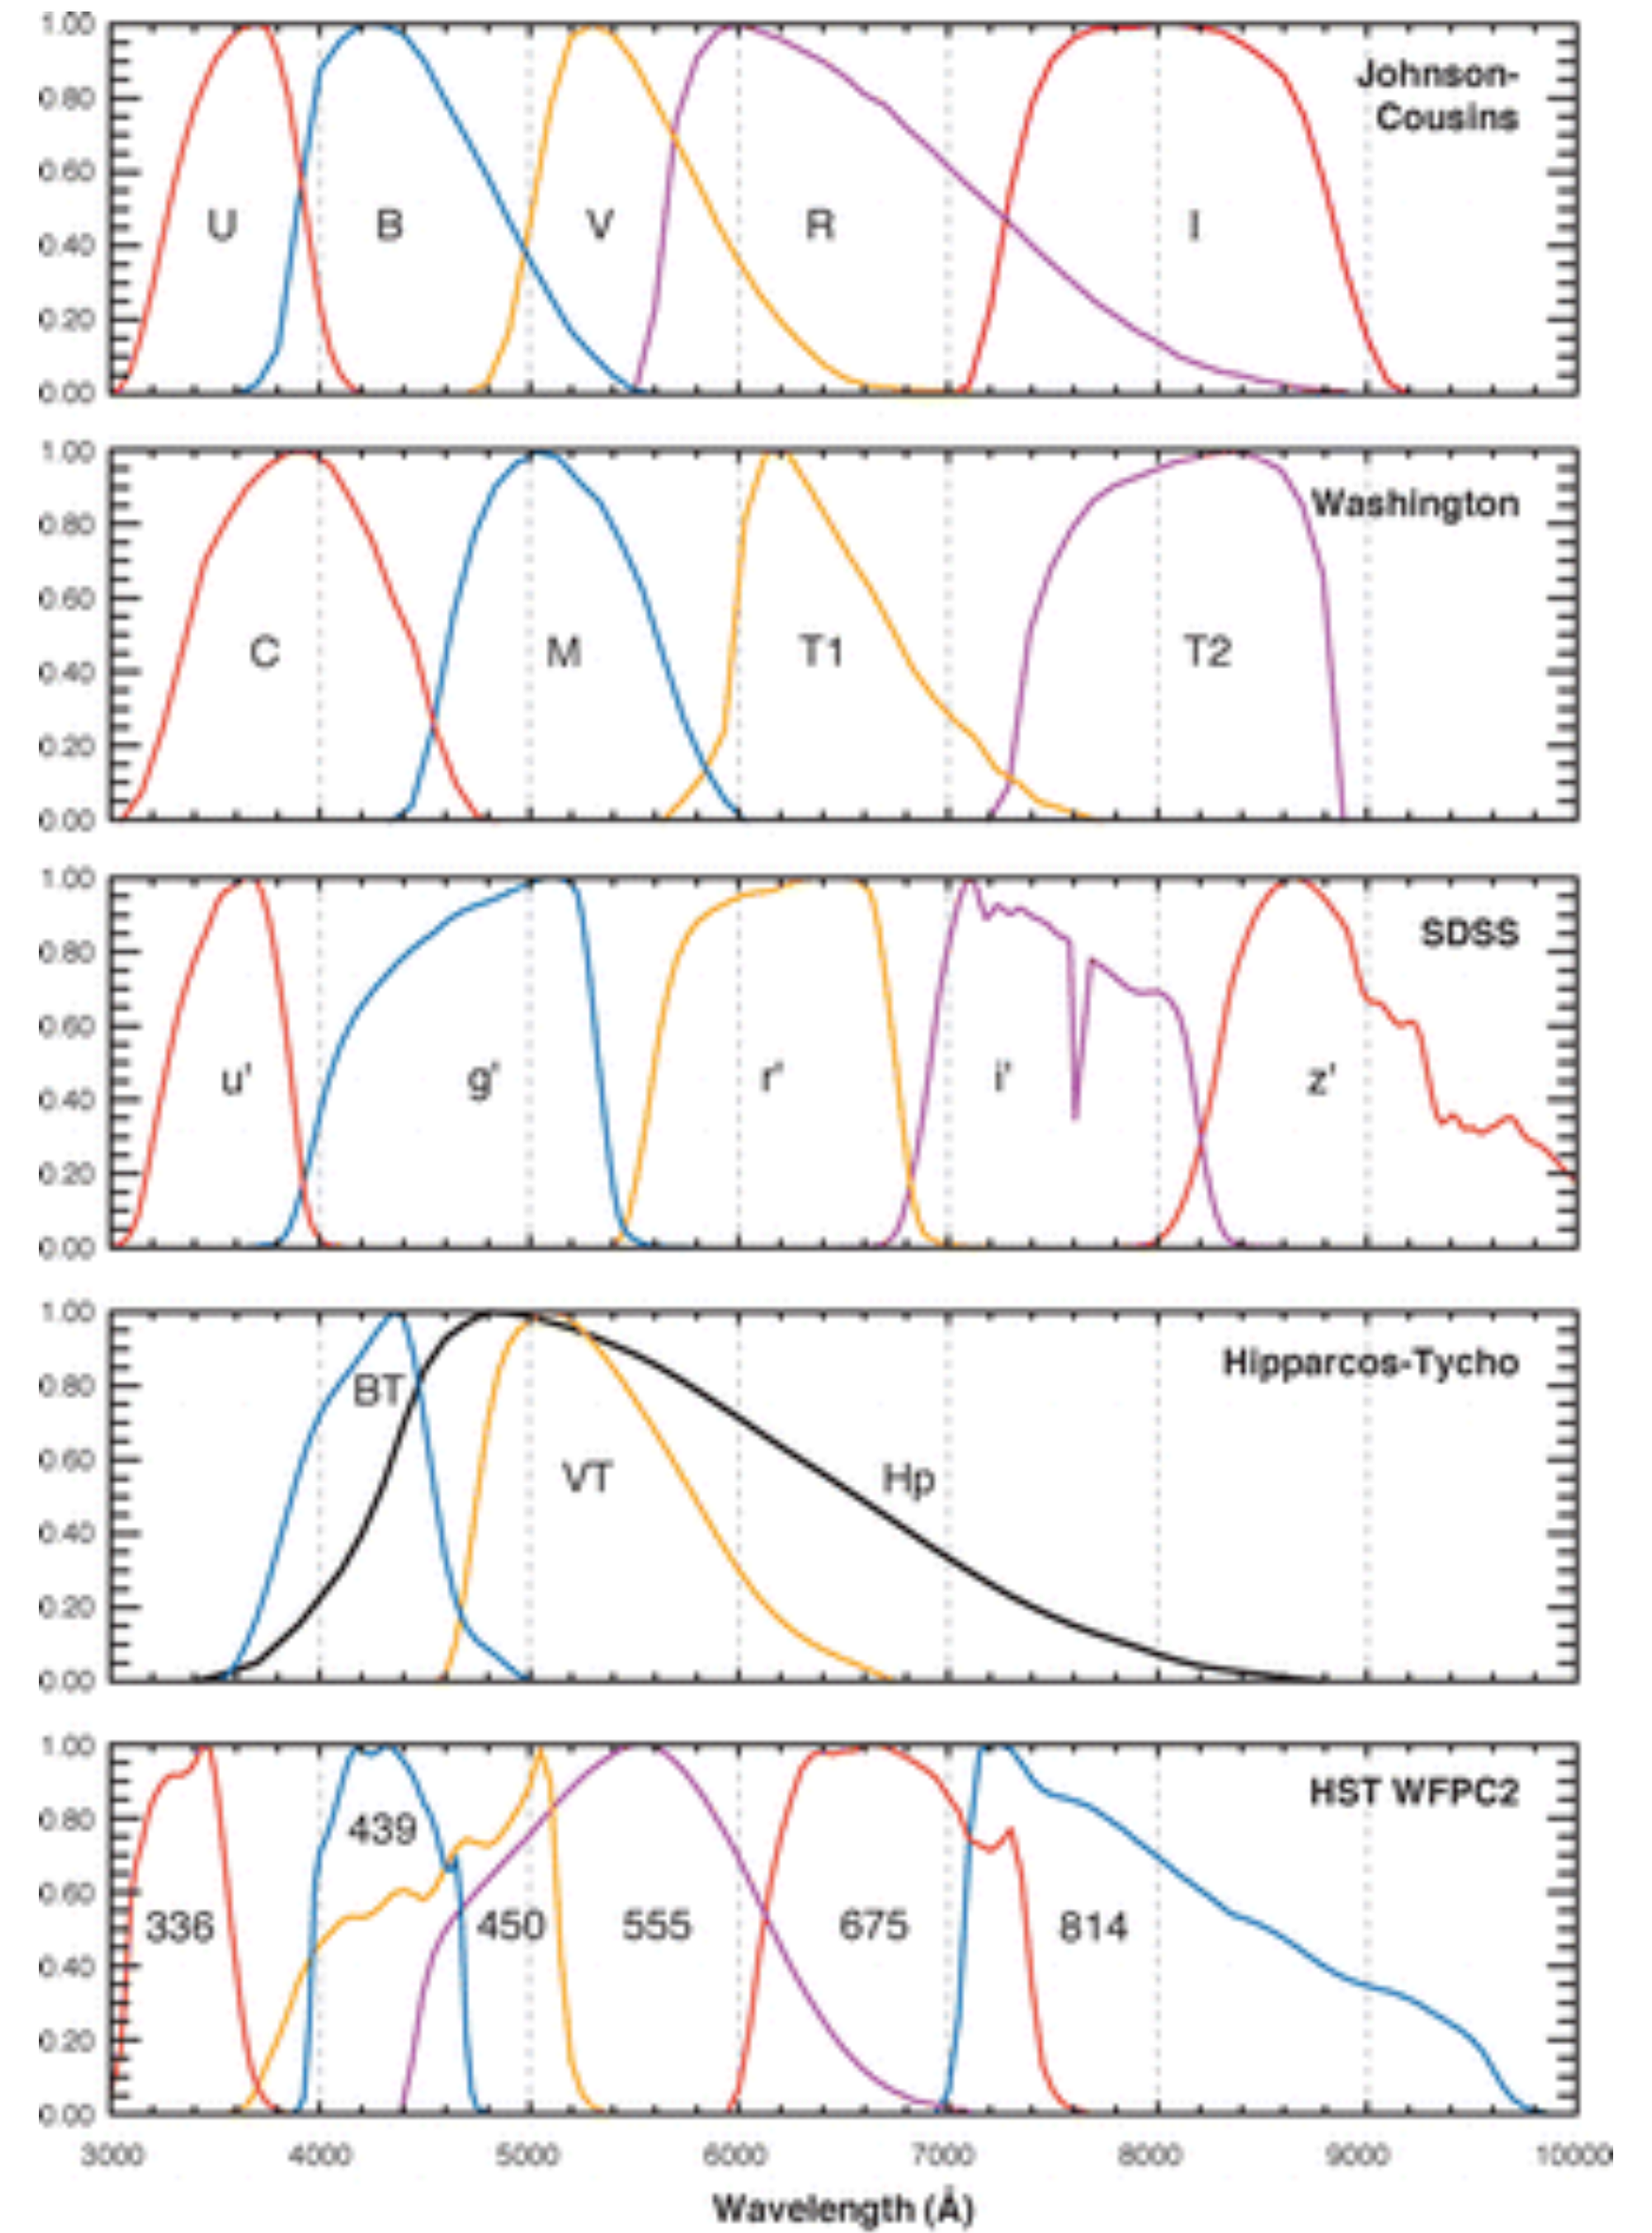 1.00
0.80
0.60
0.40
0.20
0.00
Johnson-
Cousins
U B V R I
1.00
0.80
0.60
0.40
0.20
0.00
Washington
C M T1 T2
1.00
0.80
0.60
0.40
0.20
0.00
SDSS
u' g' r' i' z'
1.00
0.80
0.60
0.40
0.20
0.00
Hipparcos-Tycho
BT
VT Hp
1.00
0.80
0.60
0.40
0.20
0.00
HST WFPC2
439
336 450 555 675 814
3000 4000 5000 6000 7000 8000 9000 10000
Wavelength (Å)